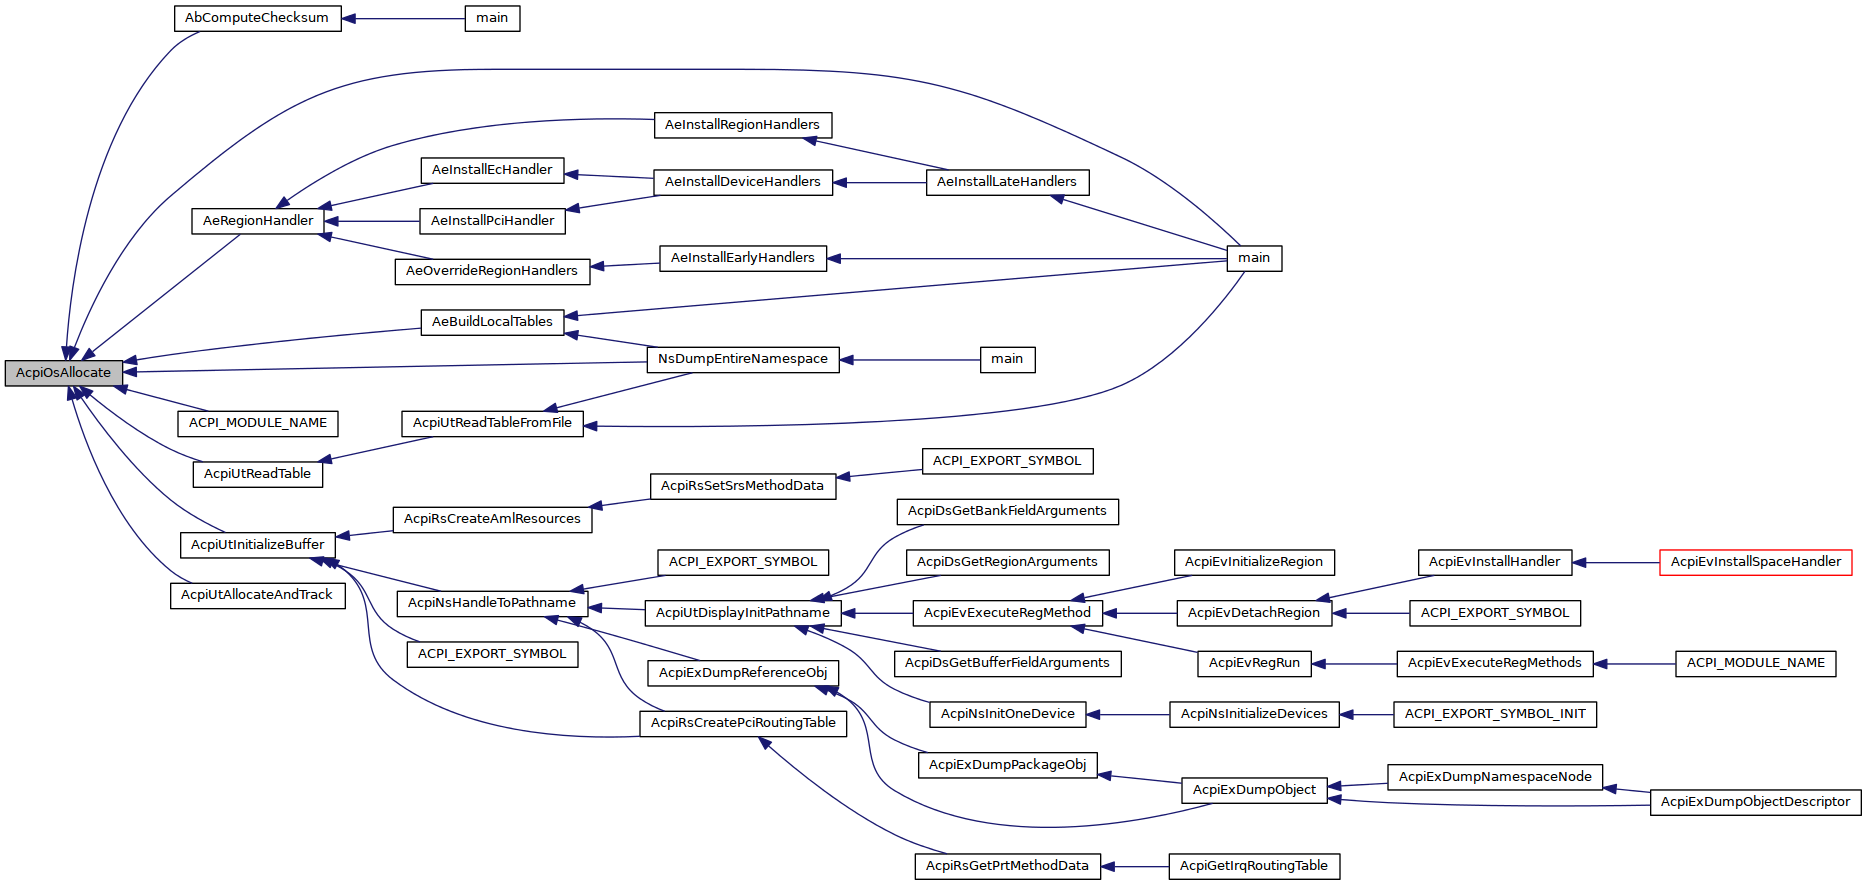 AbComputeChecksum
main
AeInstallRegionHandlers
AeInstallEcHandler
AeInstallDeviceHandlers
AeInstallLateHandlers
AeRegionHandler
AeInstallPciHandler
AeInstallEarlyHandlers
main
AeOverrideRegionHandlers
AeBuildLocalTables
NsDumpEntireNamespace
main
AcpiOsAllocate
ACPI_MODULE_NAME
AcpiUtReadTableFromFile
AcpiUtReadTable
ACPI_EXPORT_SYMBOL
AcpiRsSetSrsMethodData
AcpiDsGetBankFieldArguments
AcpiRsCreateAmlResources
AcpiUtInitializeBuffer
ACPI_EXPORT_SYMBOL
AcpiDsGetRegionArguments
AcpiEvInitializeRegion
AcpiEvInstallHandler
AcpiEvInstallSpaceHandler
AcpiUtAllocateAndTrack
AcpiNsHandleToPathname
AcpiUtDisplayInitPathname
AcpiEvExecuteRegMethod
AcpiEvDetachRegion
ACPI_EXPORT_SYMBOL
ACPI_EXPORT_SYMBOL
AcpiDsGetBufferFieldArguments
AcpiEvRegRun
AcpiEvExecuteRegMethods
ACPI_MODULE_NAME
AcpiExDumpReferenceObj
AcpiNsInitOneDevice
AcpiNsInitializeDevices
ACPI_EXPORT_SYMBOL_INIT
AcpiRsCreatePciRoutingTable
AcpiExDumpPackageObj
AcpiExDumpNamespaceNode
AcpiExDumpObject
AcpiExDumpObjectDescriptor
AcpiRsGetPrtMethodData
AcpiGetIrqRoutingTable